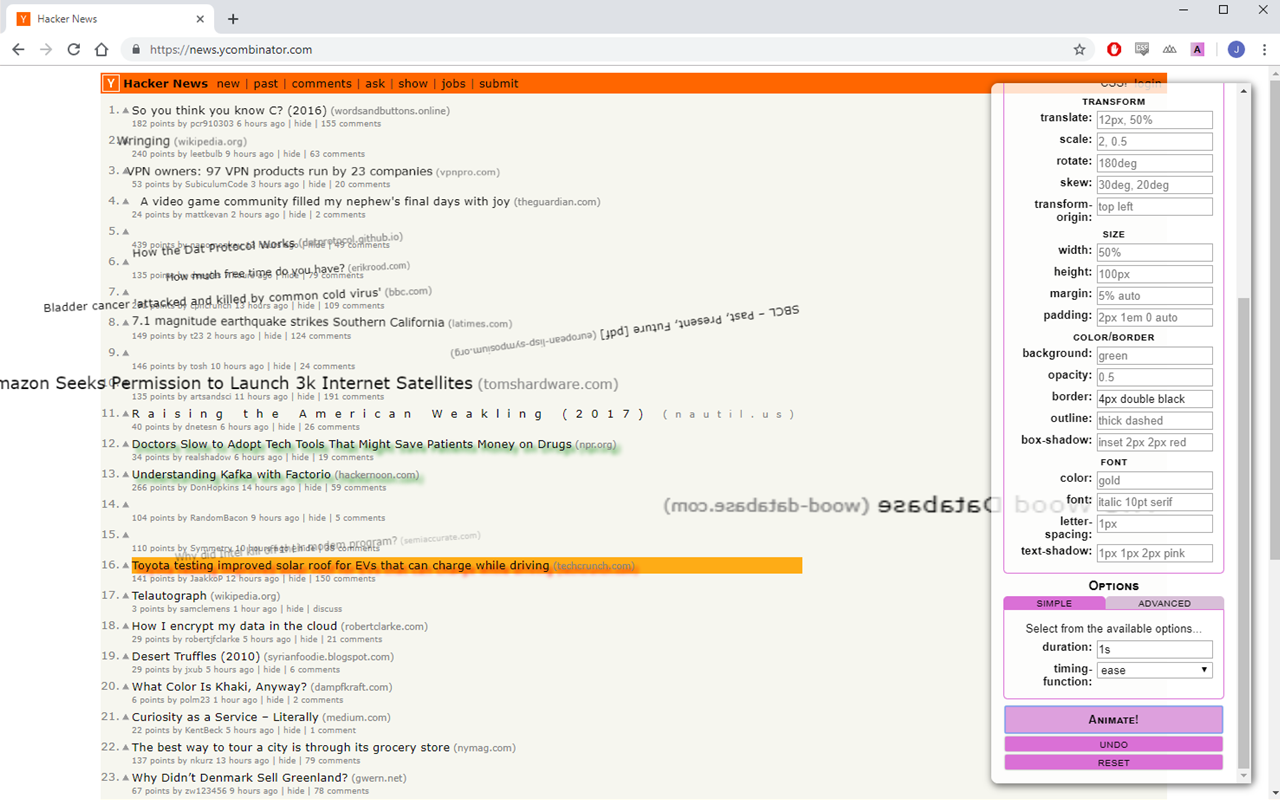 Hacker News
https://news.ycombinator.com
A
J
Y Hacker News new | past | comments | ask | show | jobs | submit
login
1. So you think you know C? (2016) (wordsandbuttons.online)
182 points by pcr910303 6 hours ago | hide | 155 comments
2. Wringing (wikipedia.org)
240 points by leetbulb 9 hours ago | hide | 63 comments
3. VPN owners: 97 VPN products run by 23 companies (vpnpro.com)
53 points by SubiculumCode 3 hours ago | hide | 20 comments
4. A video game community filled my nephew's final days with joy (theguardian.com)
24 points by mattkevan 2 hours ago | hide | 2 comments
5.
How the Dat Protocol Works (datprotocol.github.io)
439 points by hours ago | hide | 49 comments
6.
How much free time do you have? (erikrood.com)
135 points by hours ago | hide | 79 comments
7.
Bladder cancer 'attacked and killed by common cold virus' (bbc.com)
13 hours ago | hide | 109 comments
8. 7.1 magnitude earthquake strikes Southern California (latimes.com)
149 points by t23 2 hours ago | hide | 124 comments
SBCL – Past, Present, Future [pdf] (european-lisp-symposium.org)
9.
146 points by tosh 10 hours ago | hide | 24 comments
mazon Seeks Permission to Launch 3k Internet Satellites (tomshardware.com)
135 points by artsandsci 11 hours ago | hide | 191 comments
11. Raising the American Weakling (2017) (nautil.us)
40 points by dnetesn 6 hours ago | hide | 26 comments
12. Doctors Slow to Adopt Tech Tools That Might Save Patients Money on Drugs (npr.org)
34 points by realshadow 6 hours ago | hide | 19 comments
13. Understanding Kafka with Factorio (hackernoon.com)
266 points by DonHopkins 14 hours ago | hide | 59 comments
14.
Wood Database (wood-database.com)
104 points by RandomBacon 9 hours ago | hide | 5 comments
15.
Why did Intel kill off their modem program? (semiaccurate.com)
110 points by Symmetry 10 hours ago | hide | 38 comments
16. Toyota testing improved solar roof for EVs that can charge while driving (techcrunch.com)
141 points by JaakkoP 12 hours ago | hide | 150 comments
17. Telautograph (wikipedia.org)
3 points by samclemens 1 hour ago | hide | discuss
18. How I encrypt my data in the cloud (robertclarke.com)
29 points by robertjfclarke 5 hours ago | hide | 21 comments
19. Desert Truffles (2010) (syrianfoodie.blogspot.com)
29 points by jxub 5 hours ago | hide | 6 comments
20. What Color Is Khaki, Anyway? (dampfkraft.com)
6 points by polm23 1 hour ago | hide | 2 comments
21. Curiosity as a Service – Literally (medium.com)
22 points by KentBeck 5 hours ago | hide | 1 comment
22. The best way to tour a city is through its grocery store (nymag.com)
137 points by nkurz 13 hours ago | hide | 79 comments
23. Why Didn't Denmark Sell Greenland? (gwern.net)
67 points by zw123456 9 hours ago | hide | 78 comments
TRANSFORM
translate: 12px, 50%
scale: 2, 0.5
rotate: 180deg
skew: 30deg, 20deg
transform-origin: top left
SIZE
width: 50%
height: 100px
margin: 5% auto
padding: 2px 1em 0 auto
COLOR/BORDER
background: green
opacity: 0.5
border: 4px double black
outline: thick dashed
box-shadow: inset 2px 2px red
FONT
color: gold
font: italic 10pt serif
letter-spacing: 1px
text-shadow: 1px 1px 2px pink
OPTIONS
SIMPLE ADVANCED
Select from the available options...
duration: 1s
timing-function: ease
ANIMATE!
UNDO
RESET